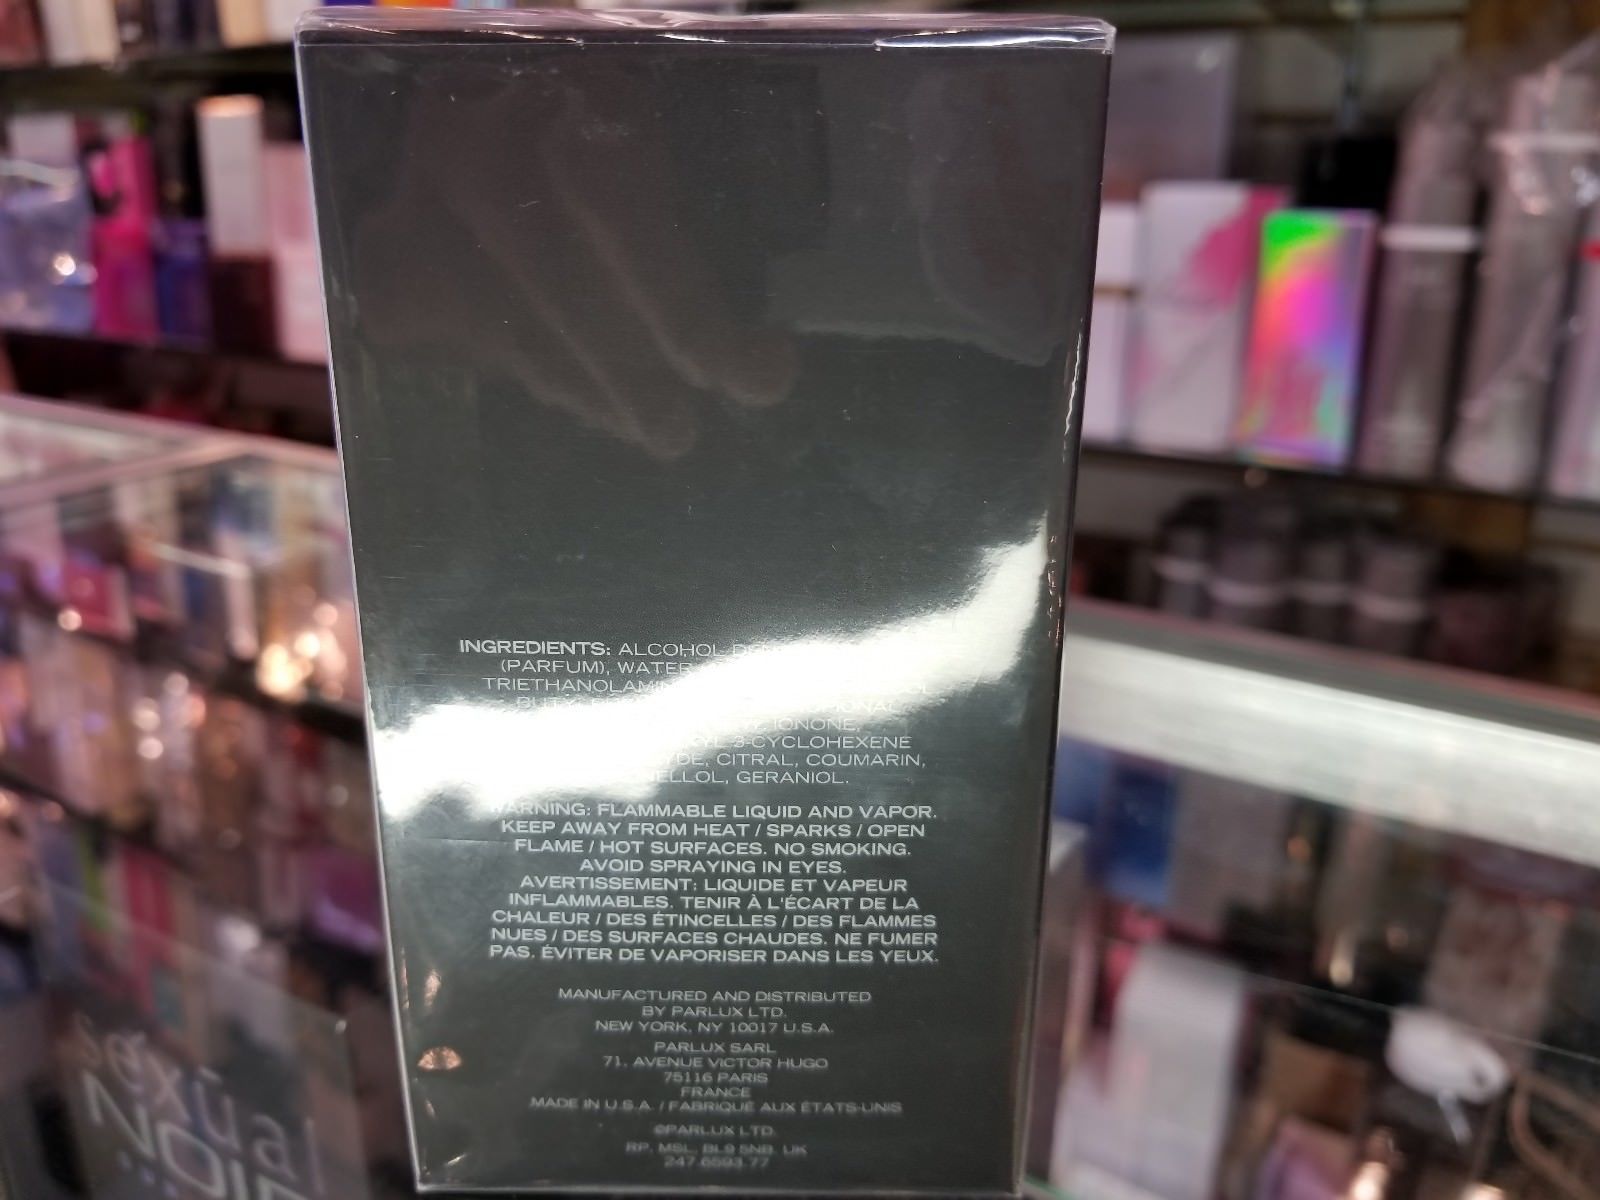 INGREDIENTS: ALCOHOL
(PARFUM), WATER
IONONE,
3-CYCLOHEXENE
CITRAL, COUMARIN,
GERANIOL.
WARNING: FLAMMABLE LIQUID AND VAPOR.
KEEP AWAY FROM HEAT / SPARKS / OPEN
FLAME / HOT SURFACES. NO SMOKING.
AVOID SPRAYING IN EYES.
AVERTISSEMENT: LIQUIDE ET VAPEUR
INFLAMMABLES. TENIR À L'ÉCART DE LA
CHALEUR / DES ÉTINCELLES / DES FLAMMES
NUES / DES SURFACES CHAUDES. NE FUMER
PAS. ÉVITER DE VAPORISER DANS LES YEUX.
MANUFACTURED AND DISTRIBUTED
BY PARLUX LTD.
NEW YORK, NY 10017 U.S.A.
PARLUX SARL
71, AVENUE VICTOR HUGO
75116 PARIS
FRANCE
MADE IN U.S.A. / FABRIQUÉ AUX ÉTATS-UNIS
©PARLUX LTD.
RP. MSL. BL9 5NB. UK
247.6593.77
sexual